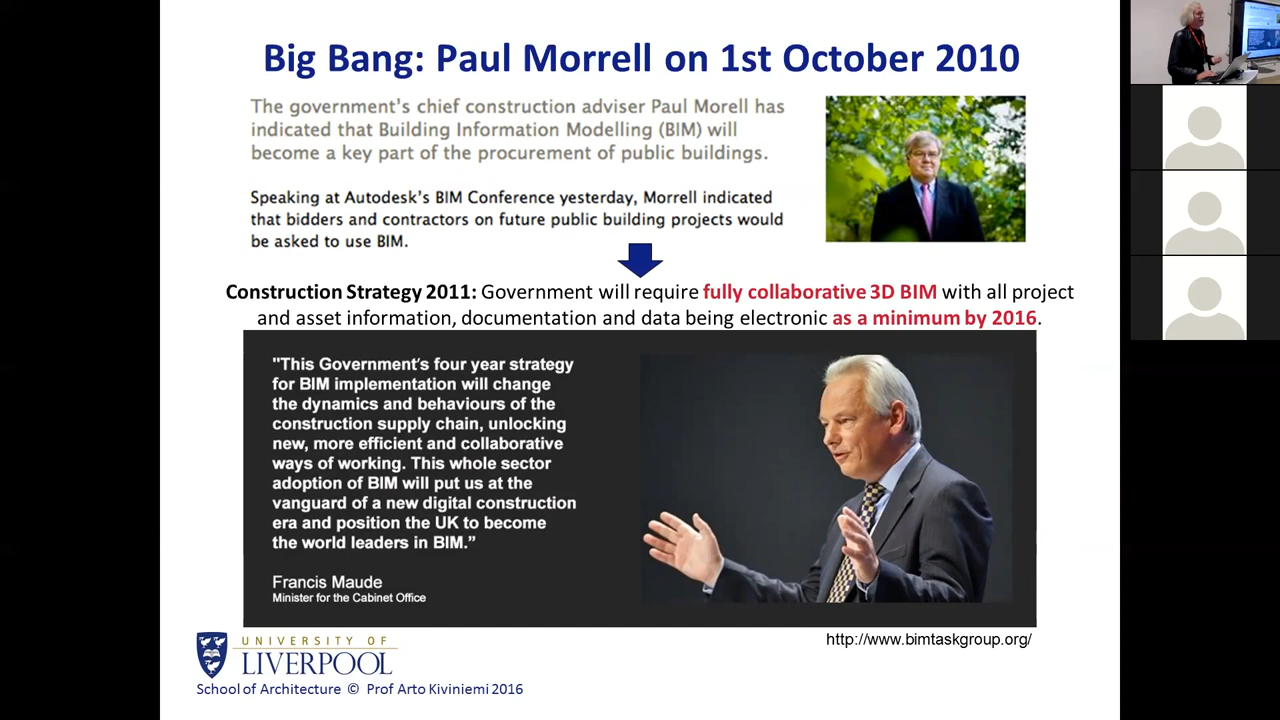 Big Bang: Paul Morrell on 1st October 2010
The government's chief construction adviser Paul Morell has
indicated that Building Information Modelling (BIM) will
become a key part of the procurement of public buildings.
Speaking at Autodesk's BIM Conference yesterday, Morrell indicated
that bidders and contractors on future public building projects would
be asked to use BIM.
Construction Strategy 2011: Government will require fully collaborative 3D BIM with all project
and asset information, documentation and data being electronic as a minimum by 2016.
"This Government's four year strategy
for BIM implementation will change
the dynamics and behaviours of the
construction supply chain, unlocking
new, more efficient and collaborative
ways of working. This whole sector
adoption of BIM will put us at the
vanguard of a new digital construction
era and position the UK to become
the world leaders in BIM.”
Francis Maude
Minister for the Cabinet Office
http://www.bimtaskgroup.org/
UNIVERSITY OF
LIVERPOOL
School of Architecture © Prof Arto Kiviniemi 2016